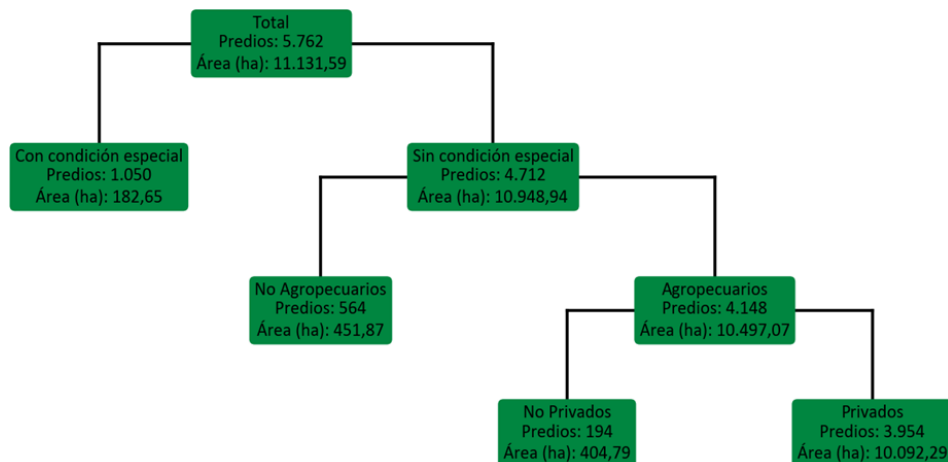 Total
Predios: 5.762
Área (ha): 11.131,59
Con condición especial
Predios: 1.050
Área (ha): 182,65
Sin condición especial
Predios: 4.712
Área (ha): 10.948,94
No Agropecuarios
Predios: 564
Área (ha): 451,87
Agropecuarios
Predios: 4.148
Área (ha): 10.497,07
No Privados
Predios: 194
Área (ha): 404,79
Privados
Predios: 3.954
Área (ha): 10.092,29